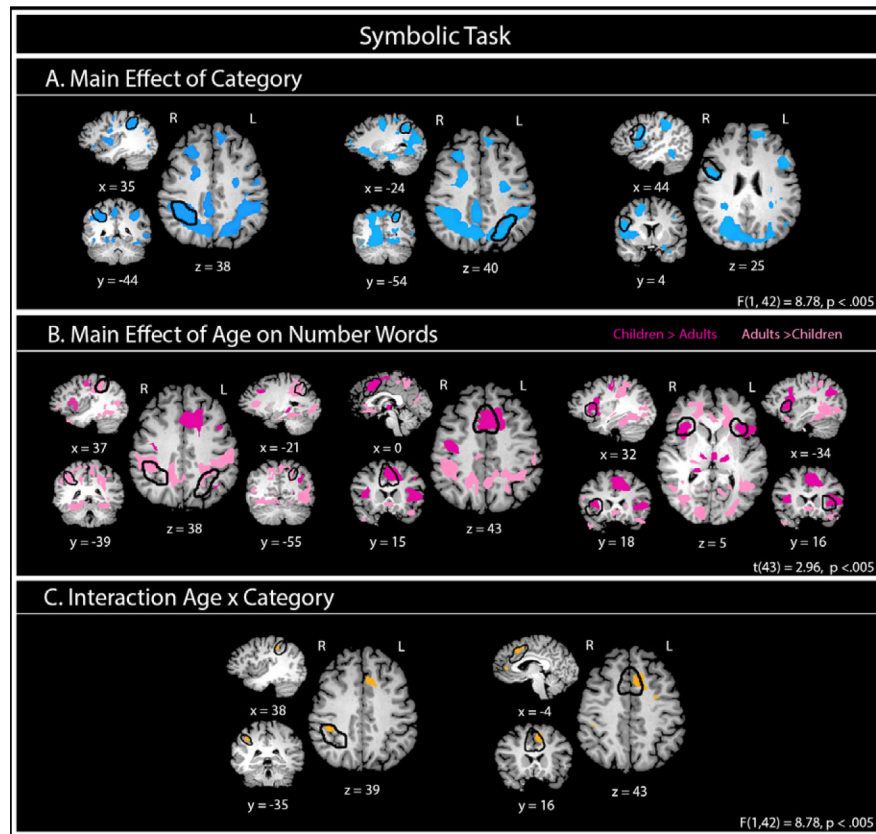 Symbolic Task
A. Main Effect of Category
R L
x = 35
y = -44
z = 38
R L
x = -24
y = -54
z = 40
R L
x = 44
y = 4
z = 25
F(1, 42) = 8.78, p < .005
B. Main Effect of Age on Number Words
Children > Adults Adults >Children
R L
x = 37
y = -39
z = 38
x = -21
y = -55
R L
x = 0
y = 15
z = 43
R L
x = 32
y = 18
z = 5
x = -34
y = 16
t(43) = 2.96, p <.005
C. Interaction Age x Category
R L
x = 38
y = -35
z = 39
R L
x = -4
y = 16
z = 43
F(1,42) = 8.78, p < .005